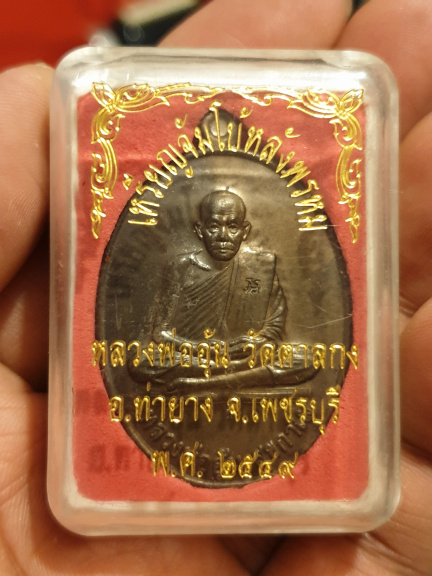 เหรียญจัมโบ้หลังพรหม
หลวงพ่ออุ้น วัดตาลกง
อ.ท่ายาง จ.เพชรบุรี
พ.ศ. ๒๕๔๙